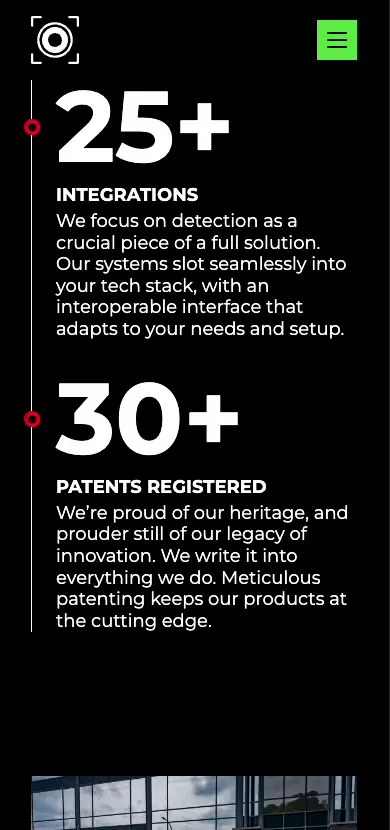 25+
INTEGRATIONS
We focus on detection as a
crucial piece of a full solution.
Our systems slot seamlessly into
your tech stack, with an
interoperable interface that
adapts to your needs and setup.
30+
PATENTS REGISTERED
We’re proud of our heritage, and
prouder still of our legacy of
innovation. We write it into
everything we do. Meticulous
patenting keeps our products at
the cutting edge.